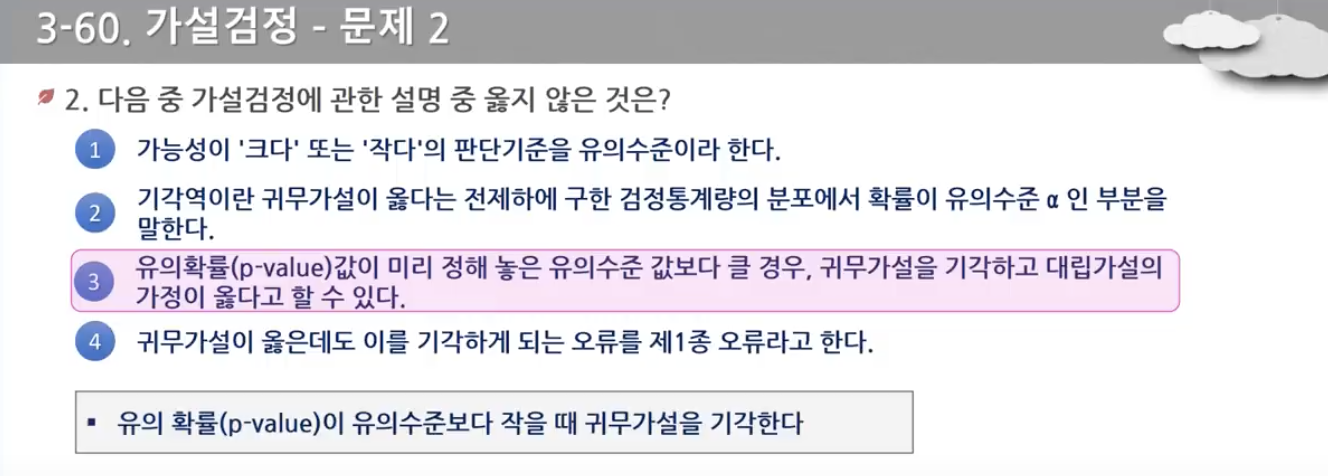 3-60. 가설검정 - 문제 2
2. 다음 중 가설검정에 관한 설명 중 옳지 않은 것은?
1 가능성이 '크다' 또는 '작다'의 판단기준을 유의수준이라 한다.
2 기각역이란 귀무가설이 옳다는 전제하에 구한 검정통계량의 분포에서 확률이 유의수준 α 인 부분을
말한다.
3 유의확률(p-value)값이 미리 정해 놓은 유의수준 값보다 클 경우, 귀무가설을 기각하고 대립가설의
가정이 옳다고 할 수 있다.
4 귀무가설이 옳은데도 이를 기각하게 되는 오류를 제1종 오류라고 한다.
▪ 유의 확률(p-value)이 유의수준보다 작을 때 귀무가설을 기각한다